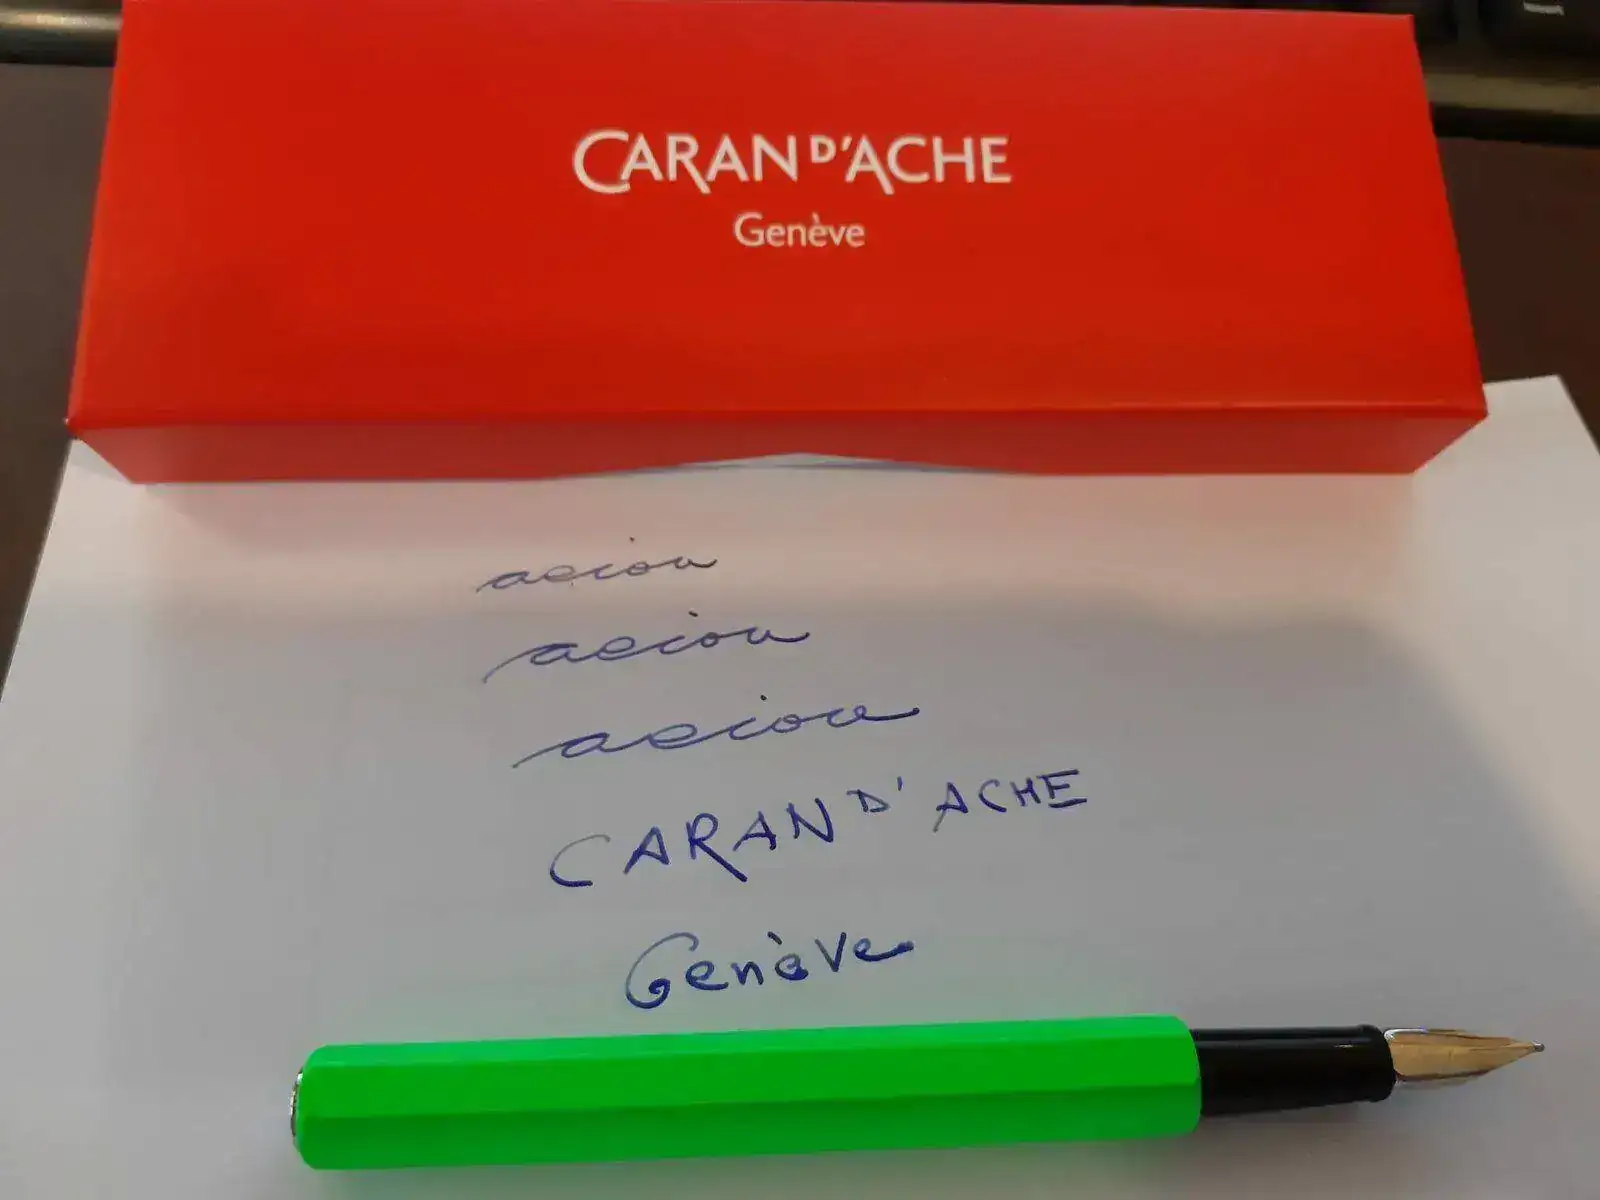 CARAN D'ACHE
Genève
aeiou
aeiou
aeiou
CARAN D'ACHE
Genève